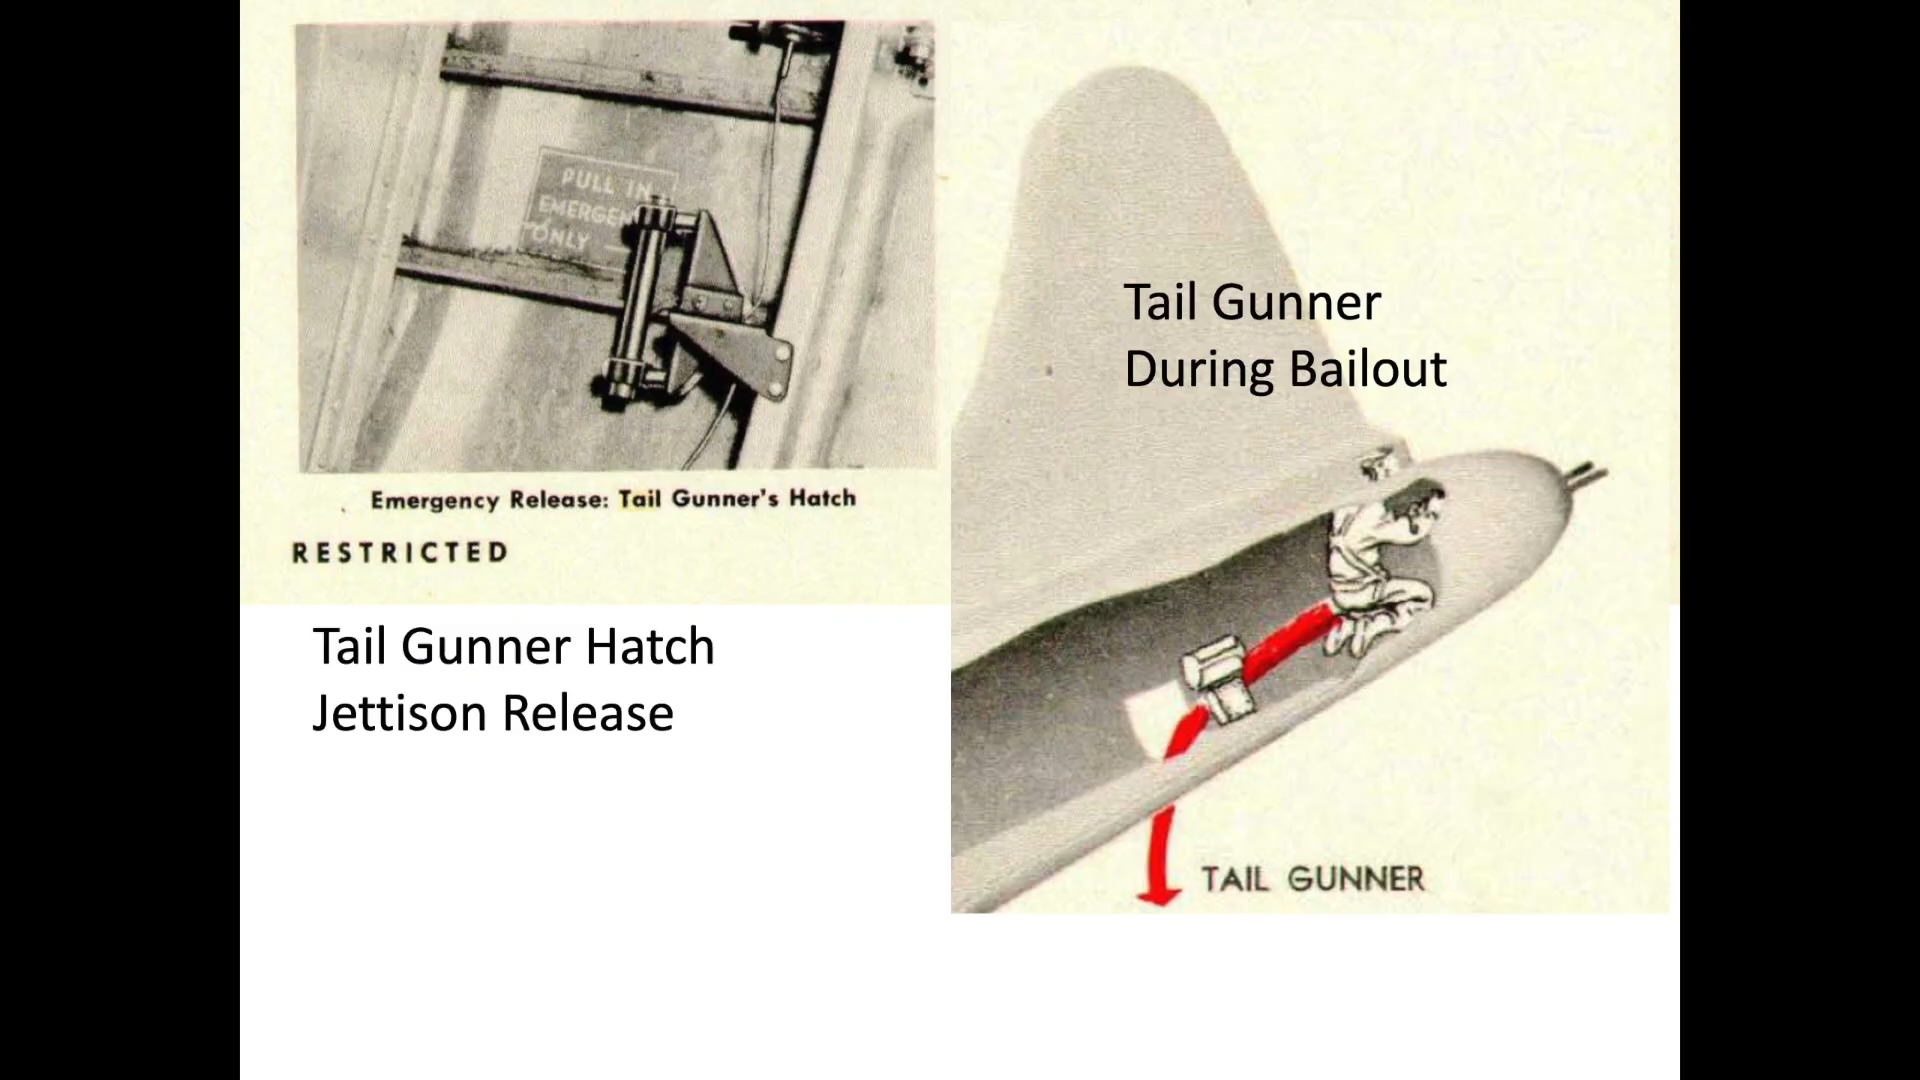 PULL IN
EMERGEN
ONLY
Emergency Release: Tail Gunner's Hatch
RESTRICTED
Tail Gunner Hatch
Jettison Release
Tail Gunner
During Bailout
TAIL GUNNER